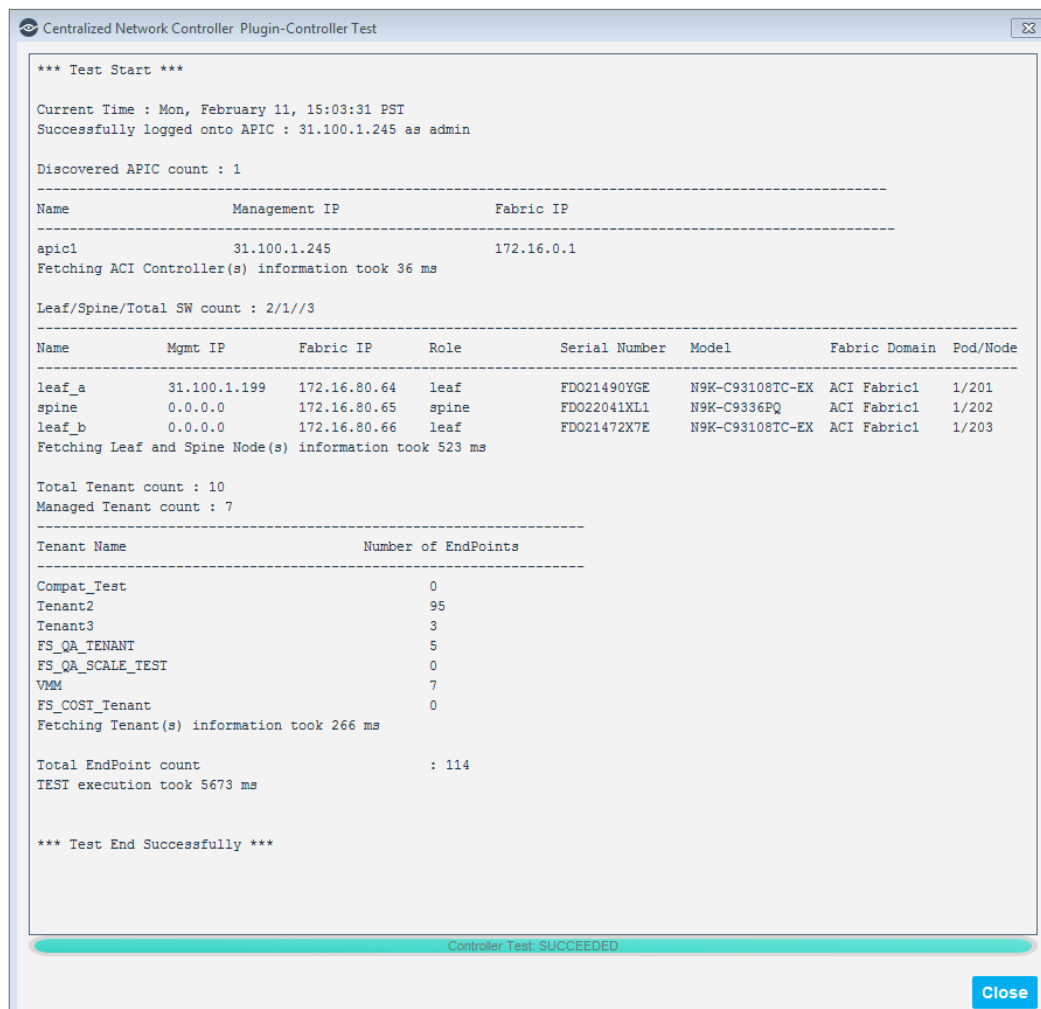 Centralized Network Controller Plugin-Controller Test
*** Test Start ***
Current Time : Mon, February 11, 15:03:31 PST
Successfully logged onto APIC : 31.100.1.245 as admin
Discovered APIC count : 1
--------------------------------------------------------------------------------------------------------
Name Management IP Fabric IP
---------------------------------------------------------------------------------------------------------
apic1 31.100.1.245 172.16.0.1
Fetching ACI Controller(s) information took 36 ms
Leaf/Spine/Total SW count : 2/1//3
------------------------------------------------------------------------------------------------------------------------
Name Mgmt IP Fabric IP Role Serial Number Model Fabric Domain Pod/Node
------------------------------------------------------------------------------------------------------------------------
leaf_a 31.100.1.199 172.16.80.64 leaf FDO21490YGE N9K-C93108TC-EX ACI Fabric1 1/201
spine 0.0.0.0 172.16.80.65 spine FDO22041XL1 N9K-C9336PQ ACI Fabric1 1/202
leaf_b 0.0.0.0 172.16.80.66 leaf FDO21472X7E N9K-C93108TC-EX ACI Fabric1 1/203
Fetching Leaf and Spine Node(s) information took 523 ms
Total Tenant count : 10
Managed Tenant count : 7
-------------------------------------------------------------------
Tenant Name Number of EndPoints
-------------------------------------------------------------------
Compat_Test 0
Tenant2 95
Tenant3 3
FS_QA_TENANT 5
FS_QA_SCALE_TEST 0
VMM 7
FS_COST_Tenant 0
Fetching Tenant(s) information took 266 ms
Total EndPoint count : 114
TEST execution took 5673 ms
*** Test End Successfully ***
Controller Test: SUCCEEDED
Close